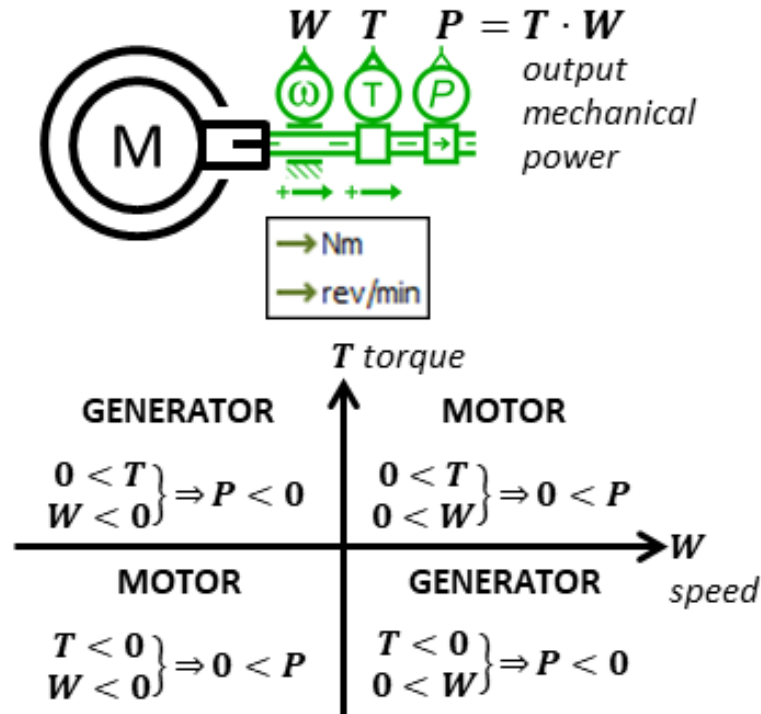 W T P = T · W
output
mechanical
power
ω T P
M
+→ +→
→ Nm
→ rev/min
T torque
GENERATOR MOTOR
0 < T 0 < T
W < 0 } ⇒ P < 0 0 < W } ⇒ 0 < P
W
speed
MOTOR GENERATOR
T < 0 T < 0
W < 0 } ⇒ 0 < P 0 < W } ⇒ P < 0